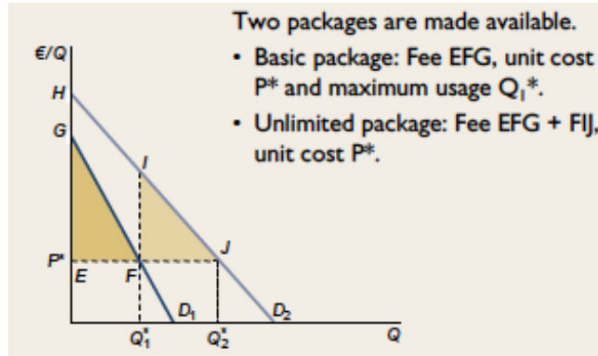 Two packages are made available.
• Basic package: Fee EFG, unit cost
P* and maximum usage Q₁*.
• Unlimited package: Fee EFG + FIJ,
unit cost P*.
€/Q
H
G
I
J
P*
E
F
D₁
D₂
Q₁*
Q₂*
Q